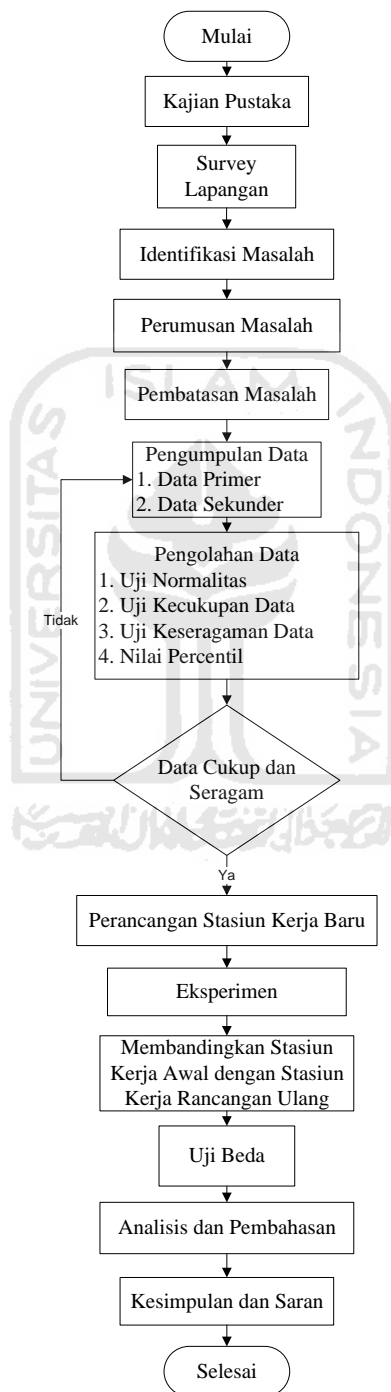 Mulai
Kajian Pustaka
Survey
Lapangan
Identifikasi Masalah
Perumusan Masalah
Pembatasan Masalah
Pengumpulan Data
1. Data Primer
2. Data Sekunder
Pengolahan Data
1. Uji Normalitas
2. Uji Kecukupan Data
3. Uji Keseragaman Data
4. Nilai Percentil
Tidak
Data Cukup dan
Seragam
Ya
Perancangan Stasiun Kerja Baru
Eksperimen
Membandingkan Stasiun
Kerja Awal dengan Stasiun
Kerja Rancangan Ulang
Uji Beda
Analisis dan Pembahasan
Kesimpulan dan Saran
Selesai
UNIVERSITAS
ISLAM
INDONESIA